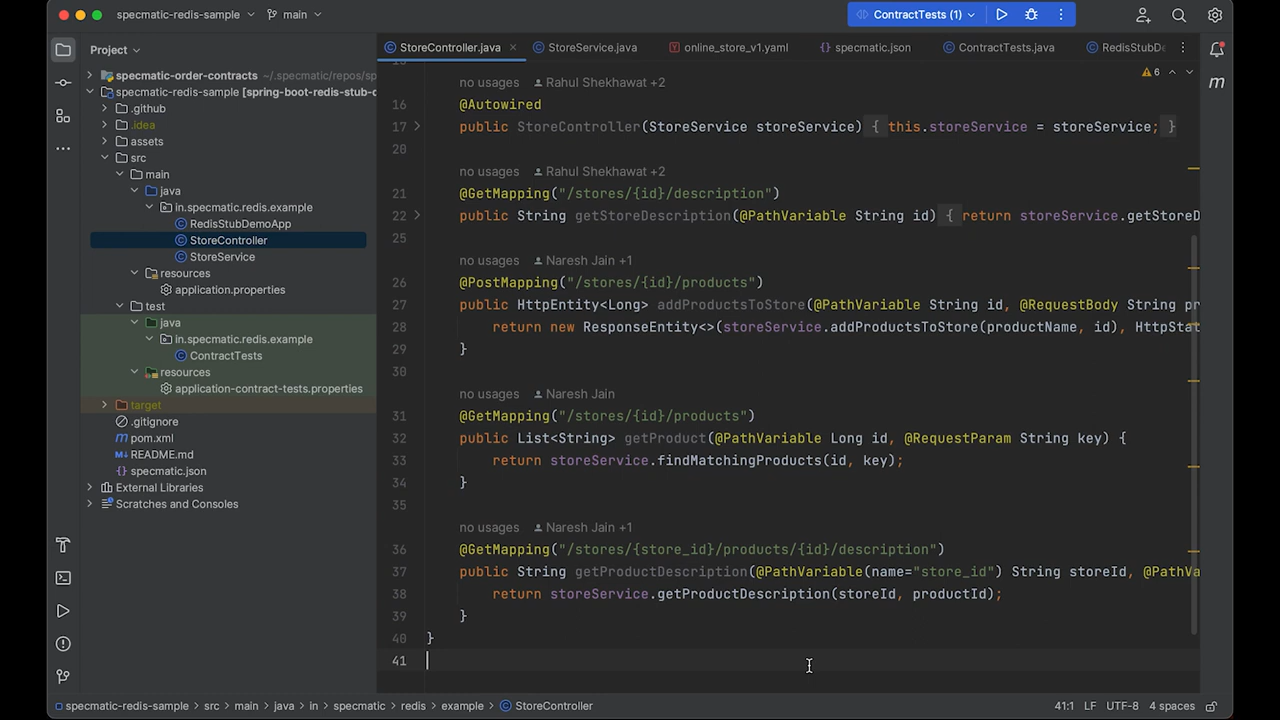 specmatic-redis-sample
main
ContractTests (1)
Project
StoreController.java
StoreService.java
online_store_v1.yaml
specmatic.json
ContractTests.java
RedisStubDe
specmatic-order-contracts ~/.specmatic/repos/sp
specmatic-redis-sample [spring-boot-redis-stub-d
.github
.idea
assets
src
main
java
in.specmatic.redis.example
RedisStubDemoApp
StoreController
StoreService
resources
application.properties
test
java
in.specmatic.redis.example
ContractTests
resources
application-contract-tests.properties
target
.gitignore
pom.xml
README.md
specmatic.json
External Libraries
Scratches and Consoles
6
no usages Rahul Shekhawat +2
16 @Autowired
17 public StoreController(StoreService storeService) { this.storeService = storeService; }
20
no usages Rahul Shekhawat +2
21 @GetMapping("/stores/{id}/description")
22 public String getStoreDescription(@PathVariable String id) { return storeService.getStoreD
25
no usages Naresh Jain +1
26 @PostMapping("/stores/{id}/products")
27 public HttpEntity<Long> addProductsToStore(@PathVariable String id, @RequestBody String pr
28 return new ResponseEntity<>(storeService.addProductsToStore(productName, id), HttpStat
29 }
30
no usages Naresh Jain
31 @GetMapping("/stores/{id}/products")
32 public List<String> getProduct(@PathVariable Long id, @RequestParam String key) {
33 return storeService.findMatchingProducts(id, key);
34 }
35
no usages Naresh Jain +1
36 @GetMapping("/stores/{store_id}/products/{id}/description")
37 public String getProductDescription(@PathVariable(name="store_id") String storeId, @PathVa
38 return storeService.getProductDescription(storeId, productId);
39 }
40 }
41
specmatic-redis-sample > src > main > java > in > specmatic > redis > example > StoreController
41:1 LF UTF-8 4 spaces